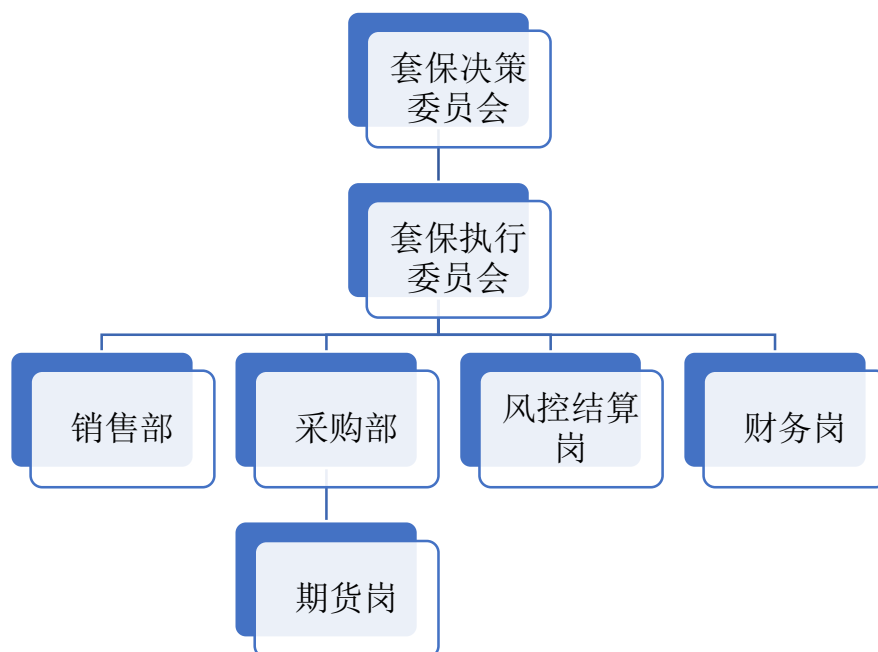 套保决策
委员会
套保执行
委员会
销售部
采购部
风控结算
岗
财务岗
期货岗